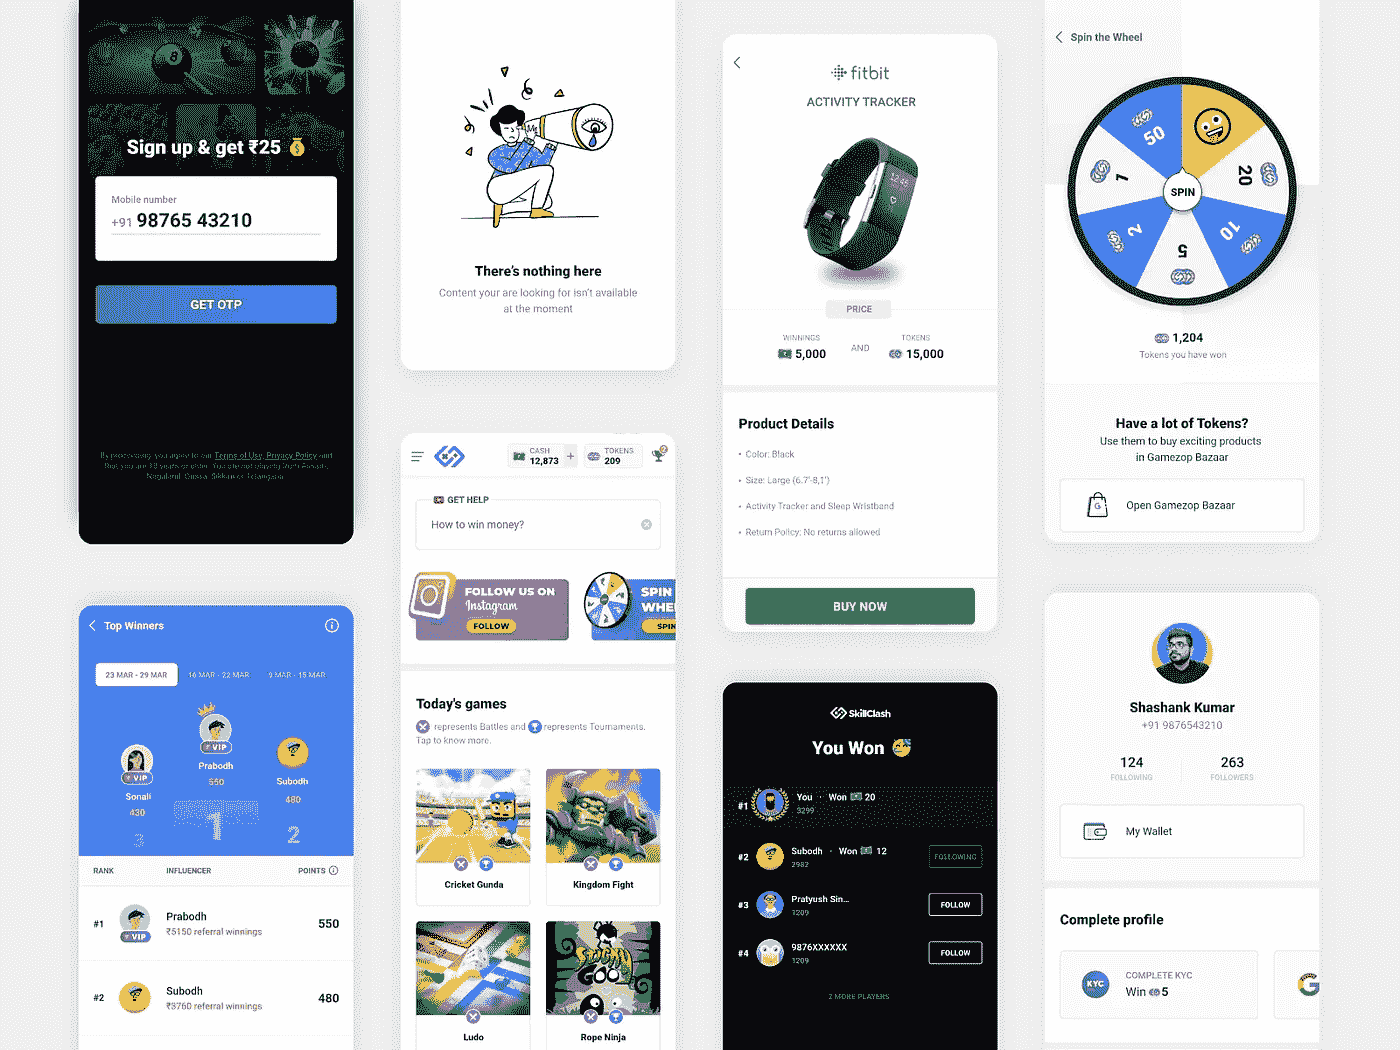 Sign up & get ₹25
Mobile number
+91 98765 43210
GET OTP
By processing, you agree to our Terms of Use, Privacy Policy and
that you are 18 years or older. You are not playing from Assam,
Nagaland, Odissa, Sikkim or Telangana.
Top Winners
23 MAR - 29 MAR
16 MAR - 22 MAR
9 MAR - 15 MAR
VIP
Prabodh
550
VIP
Sonali
430
Subodh
480
3
1
2
RANK
INFLUENCER
POINTS
#1
VIP
Prabodh
₹5150 referral winnings
550
#2
Subodh
₹3760 referral winnings
480
There's nothing here
Content your are looking for isn't available
at the moment
CASH
12,873
+
TOKENS
209
2
GET HELP
How to win money?
FOLLOW US ON
Instagram
FOLLOW
SPIN
WHE
SPIN
Today's games
represents Battles and represents Tournaments.
Tap to know more.
Cricket Gunda
Kingdom Fight
Ludo
Rope Ninja
fitbit
ACTIVITY TRACKER
12:46
PRICE
WINNINGS
5,000
AND
TOKENS
15,000
Product Details
• Color: Black
• Size: Large (6.7'-8,1')
• Activity Tracker and Sleep Wristband
• Return Policy: No returns allowed
BUY NOW
SkillClash
You Won
#1
You · Won 20
3299
#2
Subodh · Won 12
2982
FOLLOWING
#3
Pratyush Sin...
1209
FOLLOW
#4
9876XXXXXX
1209
FOLLOW
2 MORE PLAYERS
Spin the Wheel
50
20
10
5
2
1
SPIN
1,204
Tokens you have won
Have a lot of Tokens?
Use them to buy exciting products
in Gamezop Bazaar
G
Open Gamezop Bazaar
Shashank Kumar
+91 9876543210
124
FOLLOWING
263
FOLLOWERS
My Wallet
Complete profile
KYC
COMPLETE KYC
Win 5
G